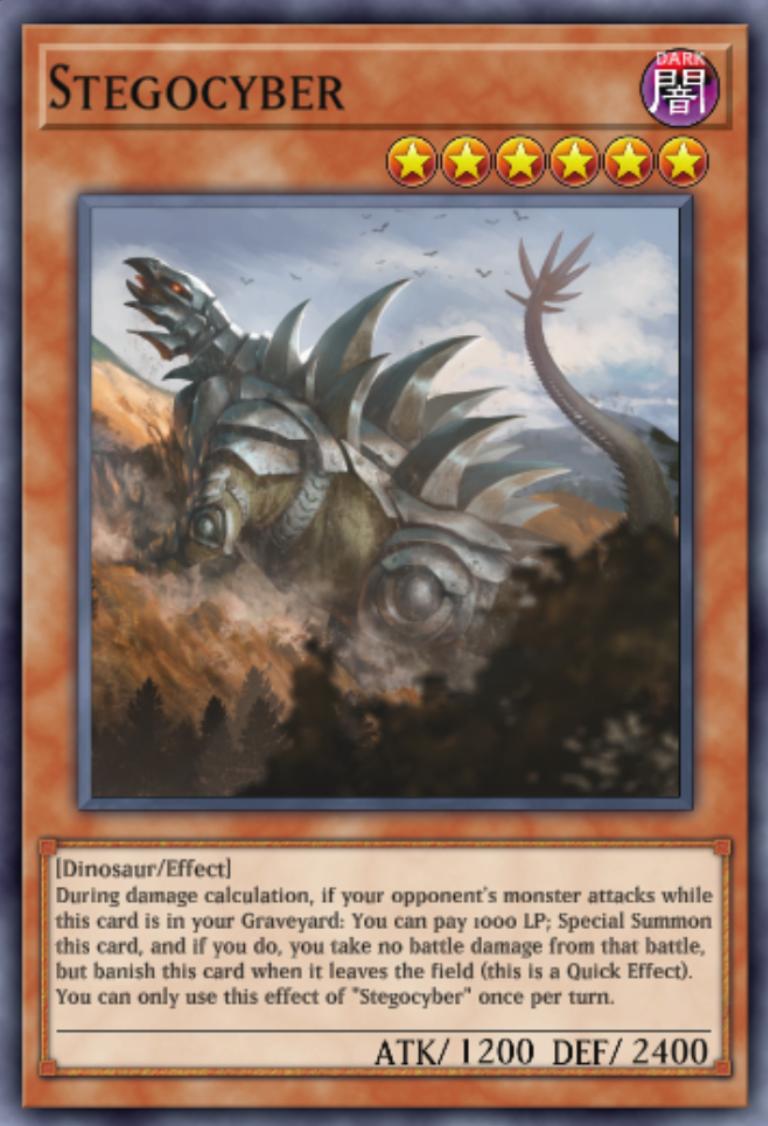 STEGOCYBER
DARK
闇
[Dinosaur/Effect]
During damage calculation, if your opponent's monster attacks while
this card is in your Graveyard: You can pay 1000 LP; Special Summon
this card, and if you do, you take no battle damage from that battle,
but banish this card when it leaves the field (this is a Quick Effect).
You can only use this effect of "Stegocyber" once per turn.
ATK/ 1200 DEF/ 2400